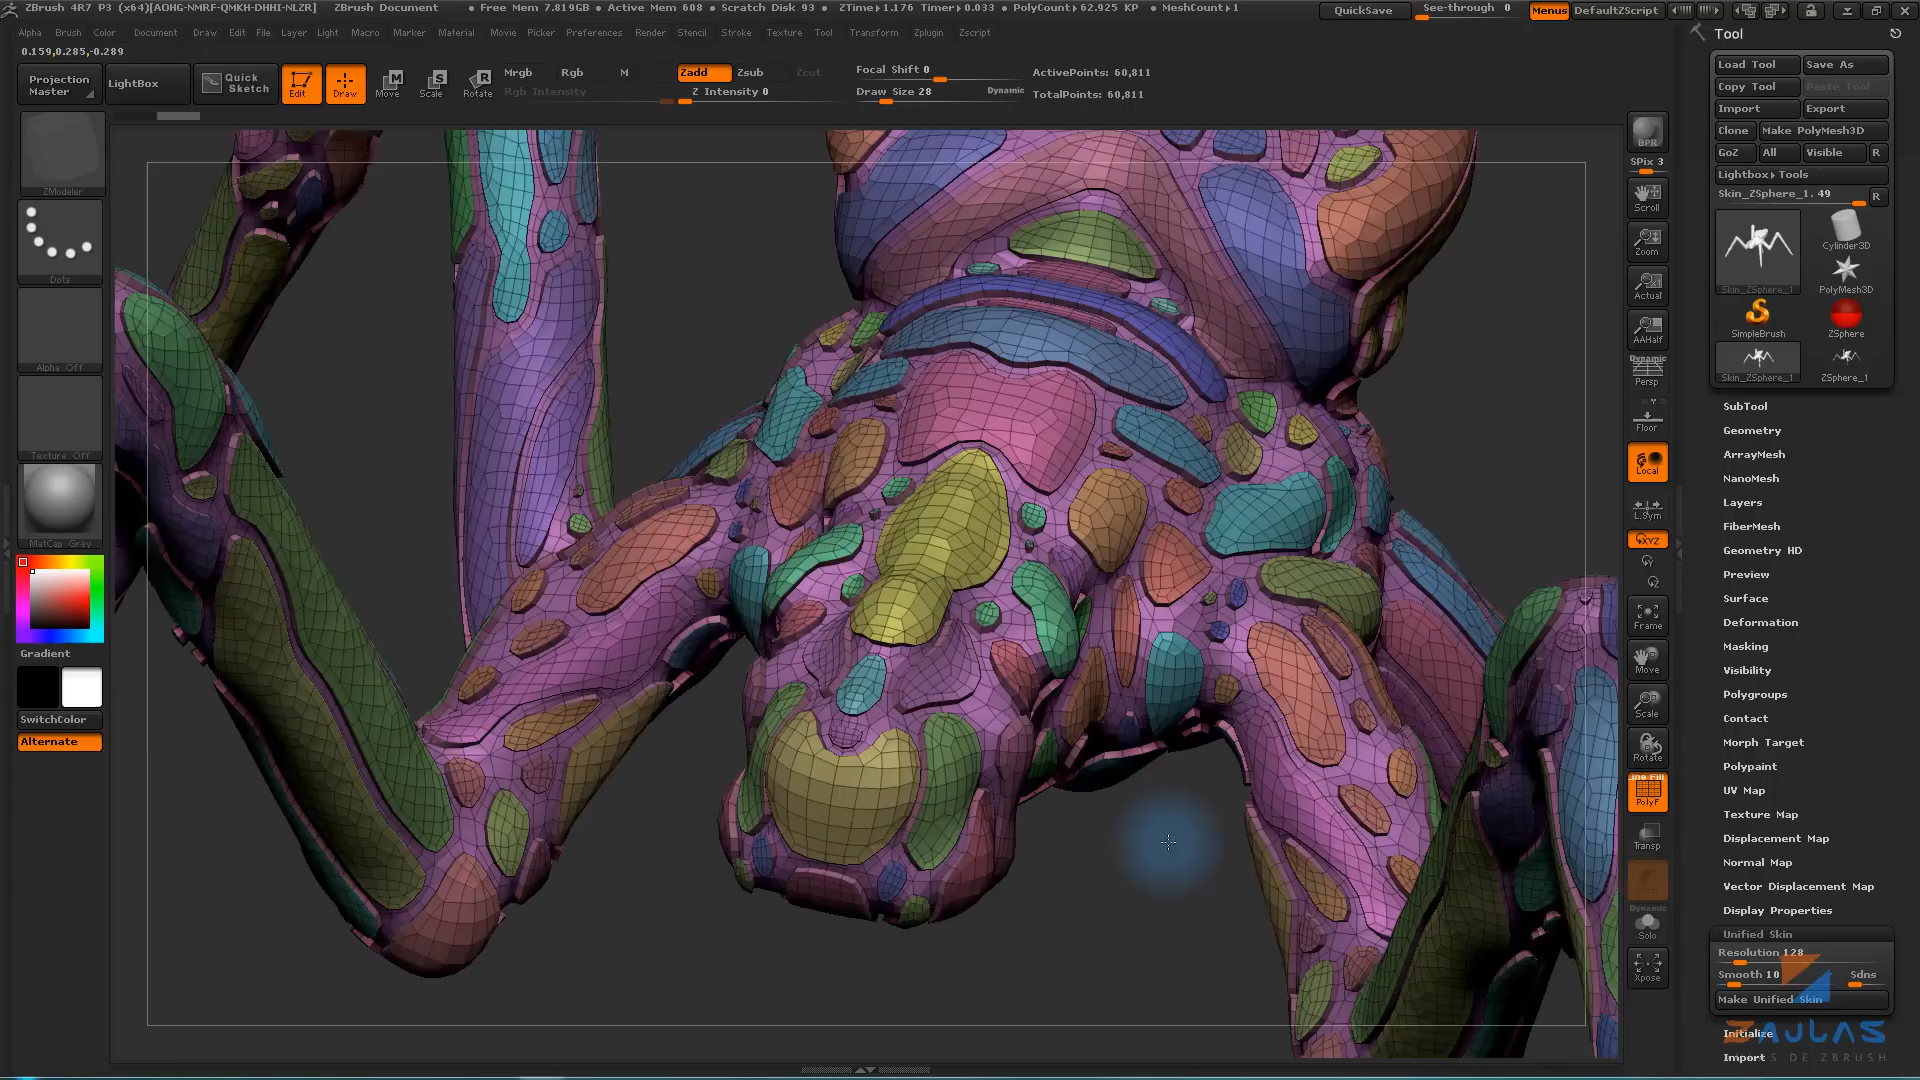 ZBrush 4R7 P3 (x64)[AOHG-NMRF-QMKH-DHHI-NLZR] ZBrush Document • Free Mem 7.819GB • Active Mem 608 • Scratch Disk 93 • ZTime▸1.176 Timer▸0.033 • PolyCount▸62.925 KP • MeshCount▸1 QuickSave See-through 0 Menus DefaultZScript
Alpha Brush Color Document Draw Edit File Layer Light Macro Marker Material Movie Picker Preferences Render Stencil Stroke Texture Tool Transform Zplugin Zscript
0.159,0.285,-0.289
Projection Master
LightBox
Quick Sketch
Edit
Draw
Move
Scale
Rotate
Mrgb Rgb M
Rgb Intensity
Zadd Zsub Zcut
Z Intensity 0
Focal Shift 0
Draw Size 28 Dynamic
ActivePoints: 60,811
TotalPoints: 60,811
ZModeler
Dots
Alpha Off
Texture Off
MatCap Gray
Gradient
SwitchColor
Alternate
BPR
SPix 3
Scroll
Zoom
Actual
AAHalf
Dynamic
Persp
Floor
Local
L.Sym
XYZ
Frame
Move
Scale
Rotate
Line Fill
PolyF
Transp
Dynamic
Solo
Xpose
Tool
Load Tool Save As
Copy Tool Paste Tool
Import Export
Clone Make PolyMesh3D
GoZ All Visible R
Lightbox▸Tools
Skin_ZSphere_1. 49 R
Skin_ZSphere_1
Cylinder3D
PolyMesh3D
SimpleBrush
ZSphere
Skin_ZSphere_1
ZSphere_1
SubTool
Geometry
ArrayMesh
NanoMesh
Layers
FiberMesh
Geometry HD
Preview
Surface
Deformation
Masking
Visibility
Polygroups
Contact
Morph Target
Polypaint
UV Map
Texture Map
Displacement Map
Normal Map
Vector Displacement Map
Display Properties
Unified Skin
Resolution 128
Smooth 10 Sdns
Make Unified Skin
Initialize
ZAJLAS
Import
S DE ZBRUSH